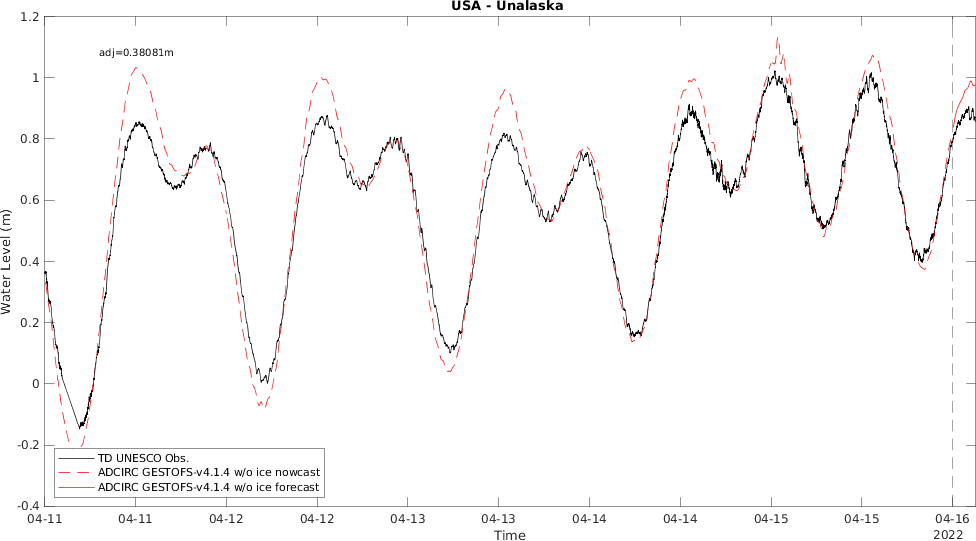 USA - Unalaska
adj=0.38081m
1.2
1
0.8
0.6
0.4
0.2
0
-0.2
-0.4
Water Level (m)
TD UNESCO Obs.
ADCIRC GESTOFS-v4.1.4 w/o ice nowcast
ADCIRC GESTOFS-v4.1.4 w/o ice forecast
04-11 04-11 04-12 04-12 04-13 04-13 04-14 04-14 04-15 04-15 04-16
Time
2022